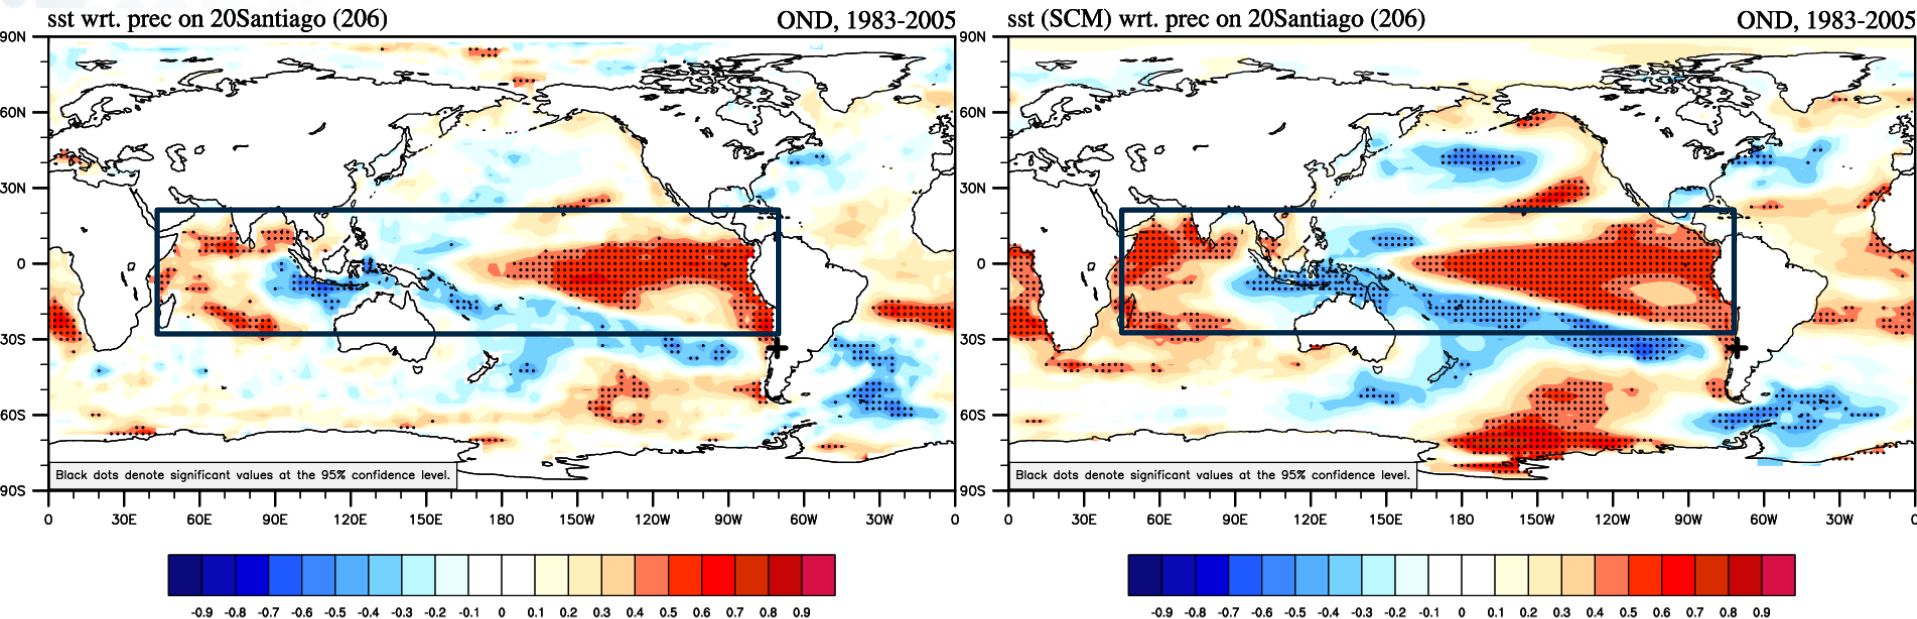 sst wrt. prec on 20Santiago (206)
OND, 1983-2005
90N
60N
30N
0
30S
60S
90S
Black dots denote significant values at the 95% confidence level.
0 30E 60E 90E 120E 150E 180 150W 120W 90W 60W 30W 0
-0.9 -0.8 -0.7 -0.6 -0.5 -0.4 -0.3 -0.2 -0.1 0 0.1 0.2 0.3 0.4 0.5 0.6 0.7 0.8 0.9
sst (SCM) wrt. prec on 20Santiago (206)
OND, 1983-2005
90N
60N
30N
0
30S
60S
90S
Black dots denote significant values at the 95% confidence level.
0 30E 60E 90E 120E 150E 180 150W 120W 90W 60W 30W 0
-0.9 -0.8 -0.7 -0.6 -0.5 -0.4 -0.3 -0.2 -0.1 0 0.1 0.2 0.3 0.4 0.5 0.6 0.7 0.8 0.9